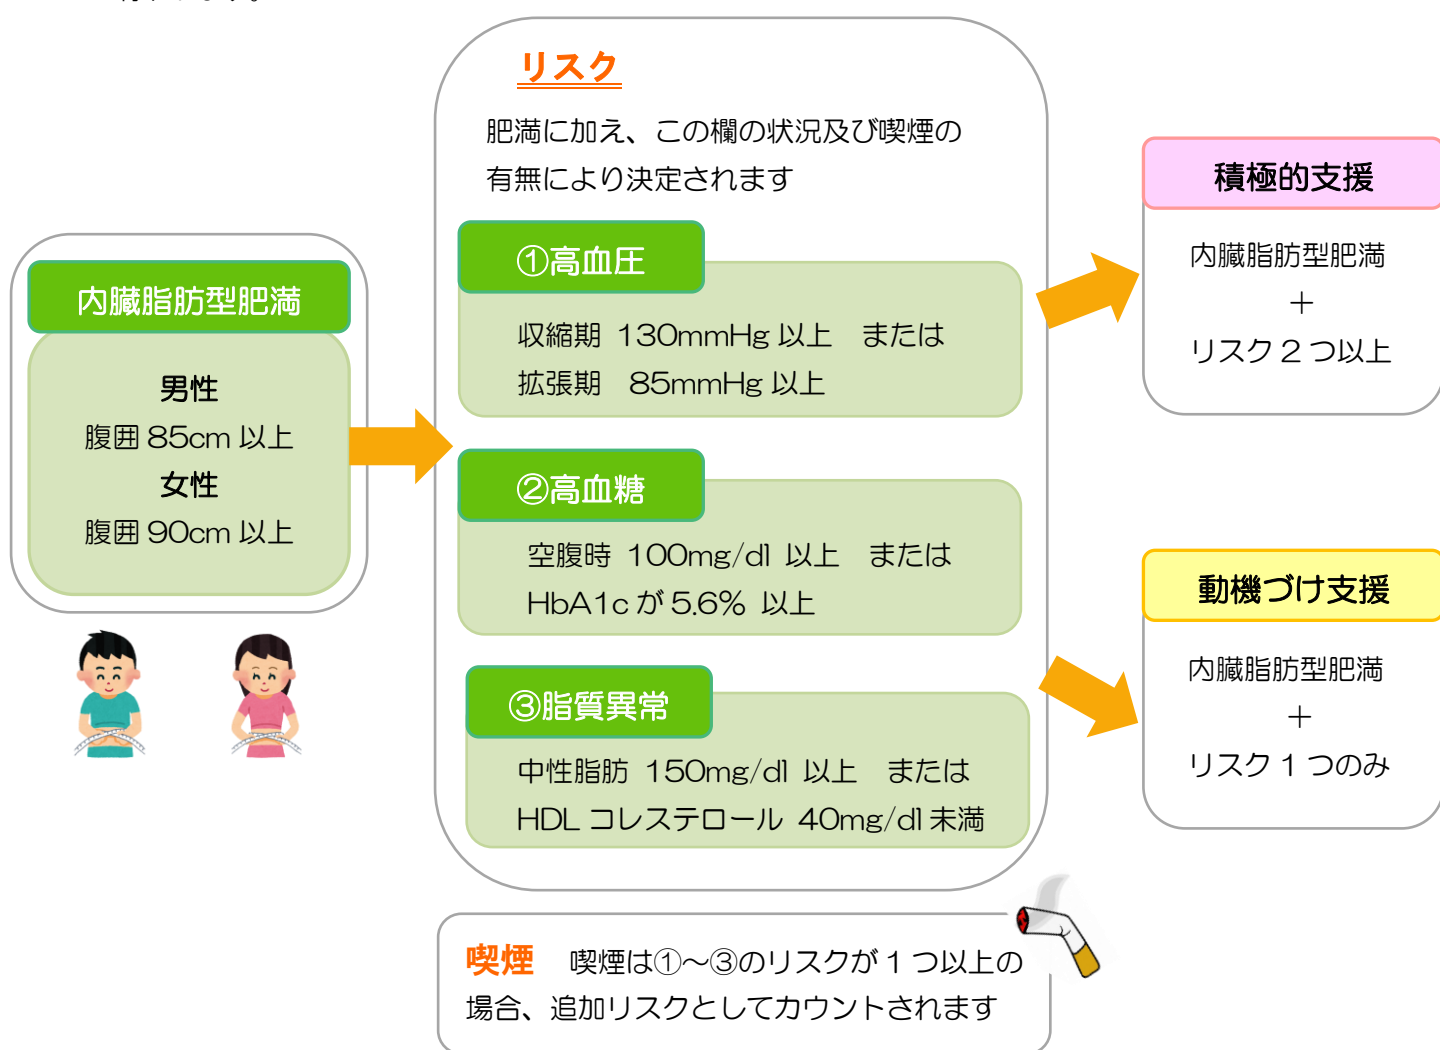 内臓脂肪型肥満
男性
腹囲 85cm 以上
女性
腹囲 90cm 以上
リスク
肥満に加え、この欄の状況及び喫煙の
有無により決定されます
①高血圧
収縮期 130mmHg 以上 または
拡張期 85mmHg 以上
②高血糖
空腹時 100mg/dl 以上 または
HbA1c が 5.6% 以上
③脂質異常
中性脂肪 150mg/dl 以上 または
HDL コレステロール 40mg/dl 未満
喫煙 喫煙は①~③のリスクが 1 つ以上の
場合、追加リスクとしてカウントされます
積極的支援
内臓脂肪型肥満
+
リスク 2 つ以上
動機づけ支援
内臓脂肪型肥満
+
リスク 1 つのみ